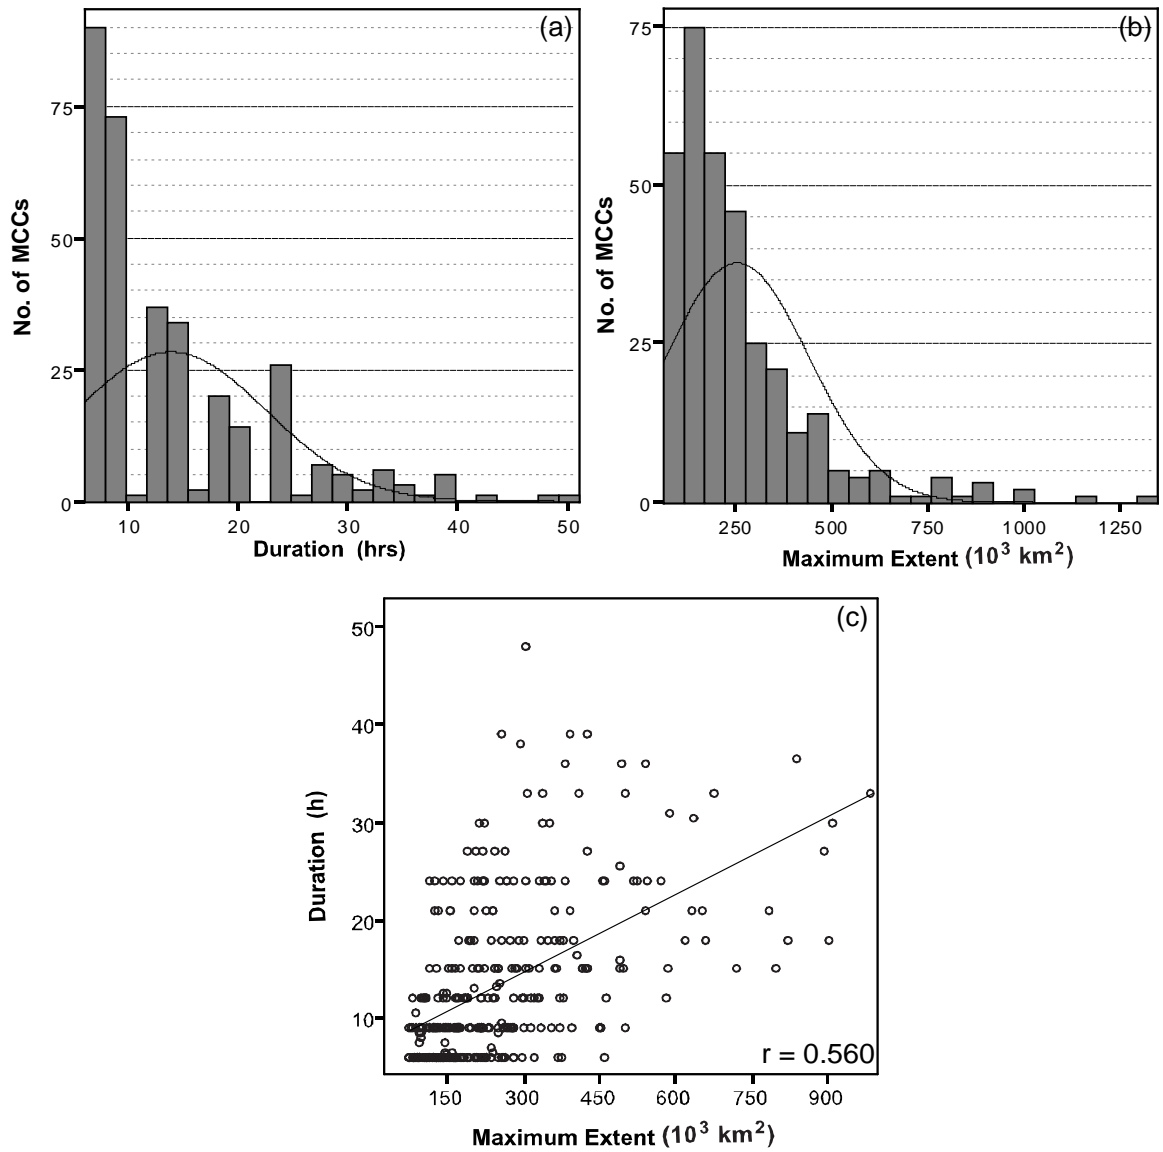 (a)
No. of MCCs
75
50
25
0
10 20 30 40 50
Duration (hrs)
(b)
No. of MCCs
75
50
25
0
250 500 750 1000 1250
Maximum Extent (10³ km²)
(c)
Duration (h)
50
40
30
20
10
r = 0.560
150 300 450 600 750 900
Maximum Extent (10³ km²)